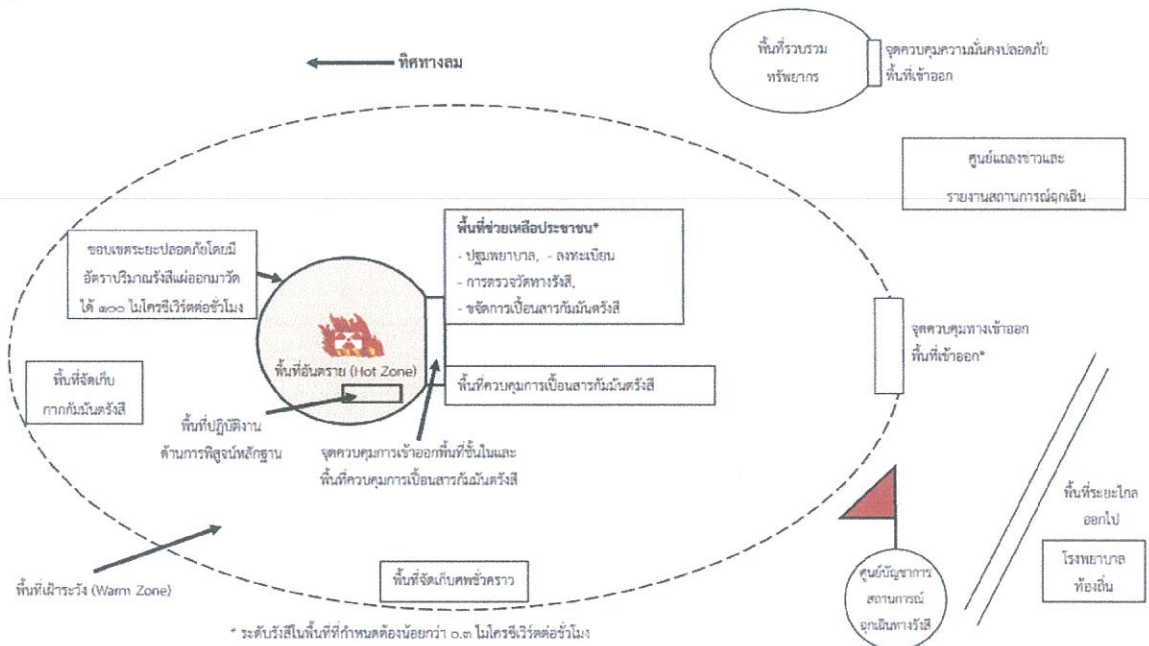 ทิศทางลม
พื้นที่รวบรวม
ทรัพยากร
จุดควบคุมความมั่นคงปลอดภัย
พื้นที่เข้าออก
ศูนย์แถลงข่าวและ
รายงานสถานการณ์ฉุกเฉิน
ขอบเขตระยะปลอดภัยโดยมี
อัตราปริมาณรังสีแผ่ออกมาวัด
ได้ ๑๐๐ ไมโครซีเวิร์ตต่อชั่วโมง
พื้นที่ช่วยเหลือประชาชน*
- ปฐมพยาบาล, - ลงทะเบียน
- การตรวจวัดทางรังสี,
- ขจัดการเปื้อนสารกัมมันตรังสี
จุดควบคุมทางเข้าออก
พื้นที่เข้าออก*
พื้นที่อันตราย (Hot Zone)
พื้นที่ควบคุมการเปื้อนสารกัมมันตรังสี
พื้นที่จัดเก็บ
กากกัมมันตรังสี
พื้นที่ปฏิบัติงาน
ด้านการพิสูจน์หลักฐาน
จุดควบคุมการเข้าออกพื้นที่ชั้นในและ
พื้นที่ควบคุมการเปื้อนสารกัมมันตรังสี
พื้นที่ระยะไกล
ออกไป
โรงพยาบาล
ท้องถิ่น
ศูนย์บัญชาการ
สถานการณ์
ฉุกเฉินทางรังสี
พื้นที่จัดเก็บศพชั่วคราว
พื้นที่เฝ้าระวัง (Warm Zone)
* ระดับรังสีในพื้นที่ที่กำหนดต้องน้อยกว่า ๐.๓ ไมโครซีเวิร์ตต่อชั่วโมง